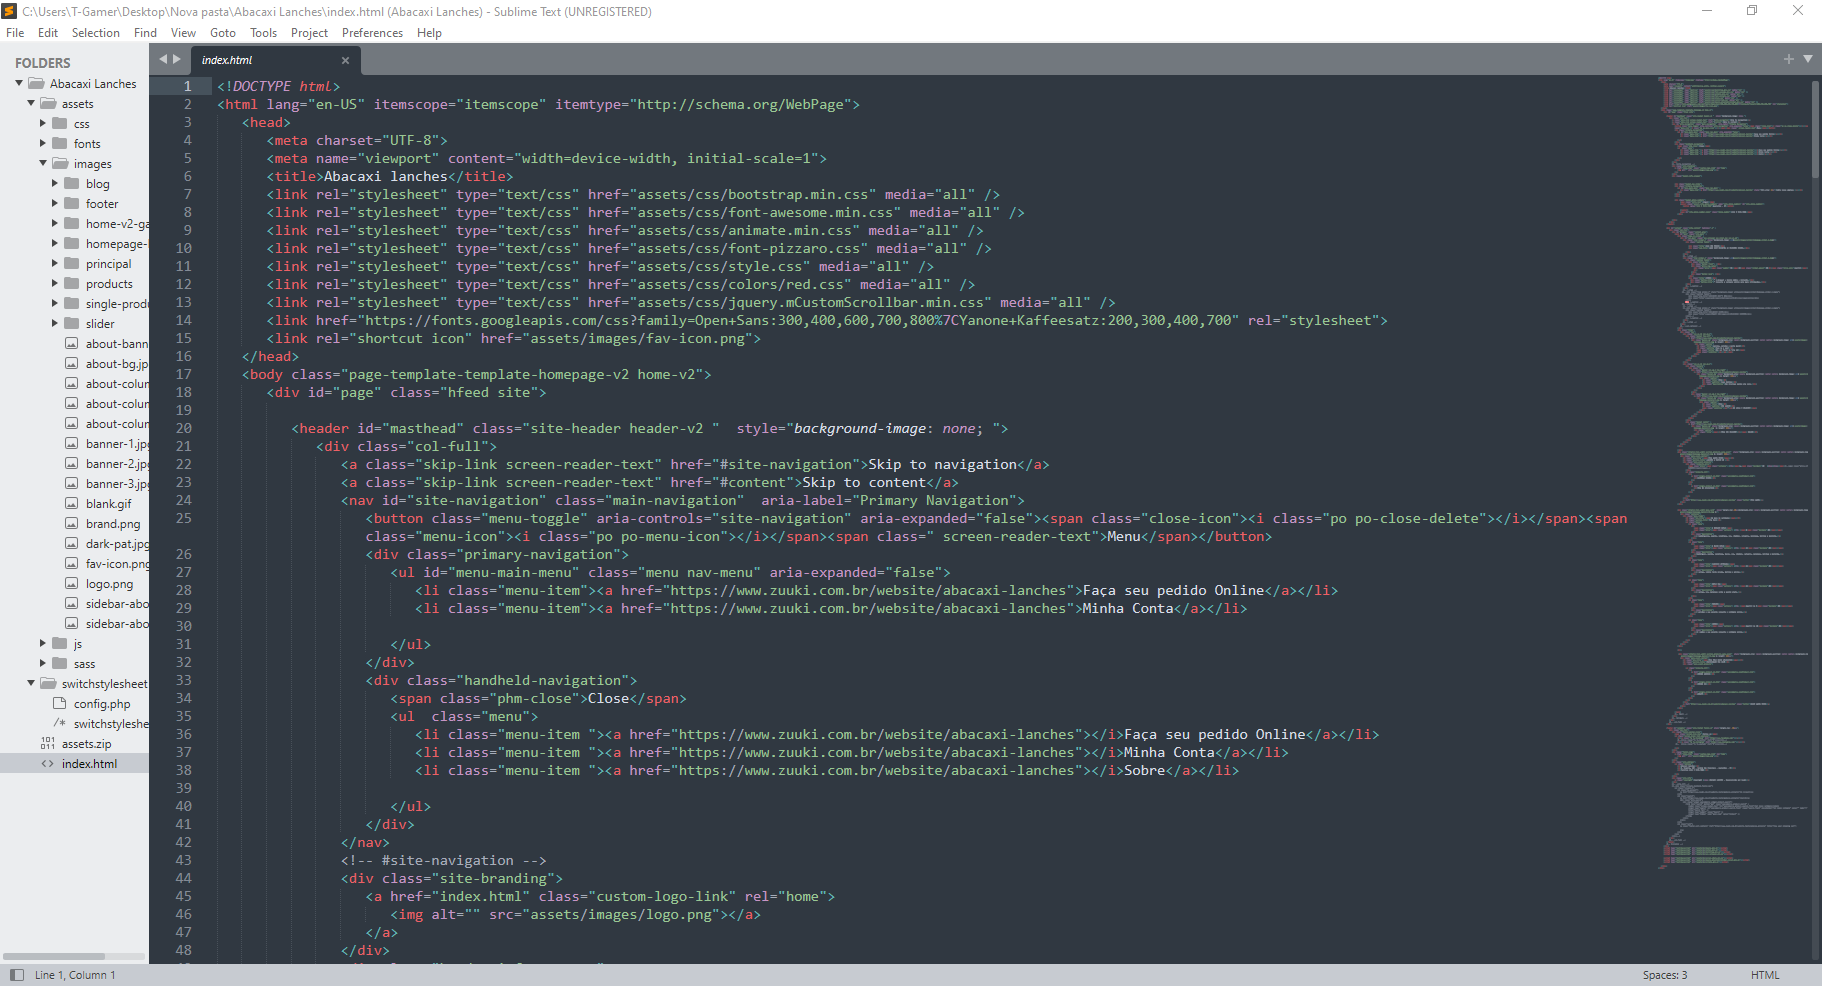 C:\Users\T-Gamer\Desktop\Nova pasta\Abacaxi Lanches\index.html (Abacaxi Lanches) - Sublime Text (UNREGISTERED)
File Edit Selection Find View Goto Tools Project Preferences Help
FOLDERS
Abacaxi Lanches
assets
css
fonts
images
blog
footer
home-v2-ga
homepage-
principal
products
single-produ
slider
about-bann
about-bg.jp
about-colum
about-colum
about-colum
banner-1.jpg
banner-2.jpg
banner-3.jpg
blank.gif
brand.png
dark-pat.jpg
fav-icon.png
logo.png
sidebar-abo
sidebar-abo
js
sass
switchstylesheet
config.php
/* switchstyleshe
assets.zip
<> index.html
index.html
1 <!DOCTYPE html>
2 <html lang="en-US" itemscope="itemscope" itemtype="http://schema.org/WebPage">
3 <head>
4 <meta charset="UTF-8">
5 <meta name="viewport" content="width=device-width, initial-scale=1">
6 <title>Abacaxi lanches</title>
7 <link rel="stylesheet" type="text/css" href="assets/css/bootstrap.min.css" media="all" />
8 <link rel="stylesheet" type="text/css" href="assets/css/font-awesome.min.css" media="all" />
9 <link rel="stylesheet" type="text/css" href="assets/css/animate.min.css" media="all" />
10 <link rel="stylesheet" type="text/css" href="assets/css/font-pizzaro.css" media="all" />
11 <link rel="stylesheet" type="text/css" href="assets/css/style.css" media="all" />
12 <link rel="stylesheet" type="text/css" href="assets/css/colors/red.css" media="all" />
13 <link rel="stylesheet" type="text/css" href="assets/css/jquery.mCustomScrollbar.min.css" media="all" />
14 <link href="https://fonts.googleapis.com/css?family=Open+Sans:300,400,600,700,800%7CYanone+Kaffeesatz:200,300,400,700" rel="stylesheet">
15 <link rel="shortcut icon" href="assets/images/fav-icon.png">
16 </head>
17 <body class="page-template-template-homepage-v2 home-v2">
18 <div id="page" class="hfeed site">
19
20 <header id="masthead" class="site-header header-v2 " style="background-image: none; ">
21 <div class="col-full">
22 <a class="skip-link screen-reader-text" href="#site-navigation">Skip to navigation</a>
23 <a class="skip-link screen-reader-text" href="#content">Skip to content</a>
24 <nav id="site-navigation" class="main-navigation" aria-label="Primary Navigation">
25 <button class="menu-toggle" aria-controls="site-navigation" aria-expanded="false"><span class="close-icon"><i class="po po-close-delete"></i></span><span
class="menu-icon"><i class="po po-menu-icon"></i></span><span class=" screen-reader-text">Menu</span></button>
26 <div class="primary-navigation">
27 <ul id="menu-main-menu" class="menu nav-menu" aria-expanded="false">
28 <li class="menu-item"><a href="https://www.zuuki.com.br/website/abacaxi-lanches">Faça seu pedido Online</a></li>
29 <li class="menu-item"><a href="https://www.zuuki.com.br/website/abacaxi-lanches">Minha Conta</a></li>
30
31 </ul>
32 </div>
33 <div class="handheld-navigation">
34 <span class="phm-close">Close</span>
35 <ul class="menu">
36 <li class="menu-item "><a href="https://www.zuuki.com.br/website/abacaxi-lanches"></i>Faça seu pedido Online</a></li>
37 <li class="menu-item "><a href="https://www.zuuki.com.br/website/abacaxi-lanches"></i>Minha Conta</a></li>
38 <li class="menu-item "><a href="https://www.zuuki.com.br/website/abacaxi-lanches"></i>Sobre</a></li>
39
40 </ul>
41 </div>
42 </nav>
43 <!-- #site-navigation -->
44 <div class="site-branding">
45 <a href="index.html" class="custom-logo-link" rel="home">
46 <img alt="" src="assets/images/logo.png"></a>
47 </a>
48 </div>
Line 1, Column 1
Spaces: 3
HTML